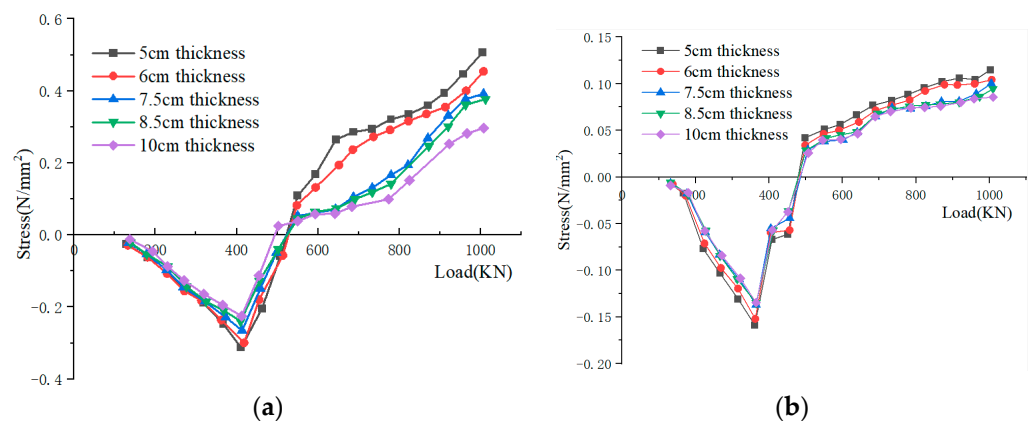 0.6
0.4
0.2
0.0
-0.2
-0.4
Stress(N/mm²)
0
200
400
600
800
1000
Load(KN)
5cm thickness
6cm thickness
7.5cm thickness
8.5cm thickness
10cm thickness
(a)
0.15
0.10
0.05
0.00
-0.05
-0.10
-0.15
-0.20
Stress(N/mm²)
0
200
400
600
800
1000
Load(KN)
5cm thickness
6cm thickness
7.5cm thickness
8.5cm thickness
10cm thickness
(b)